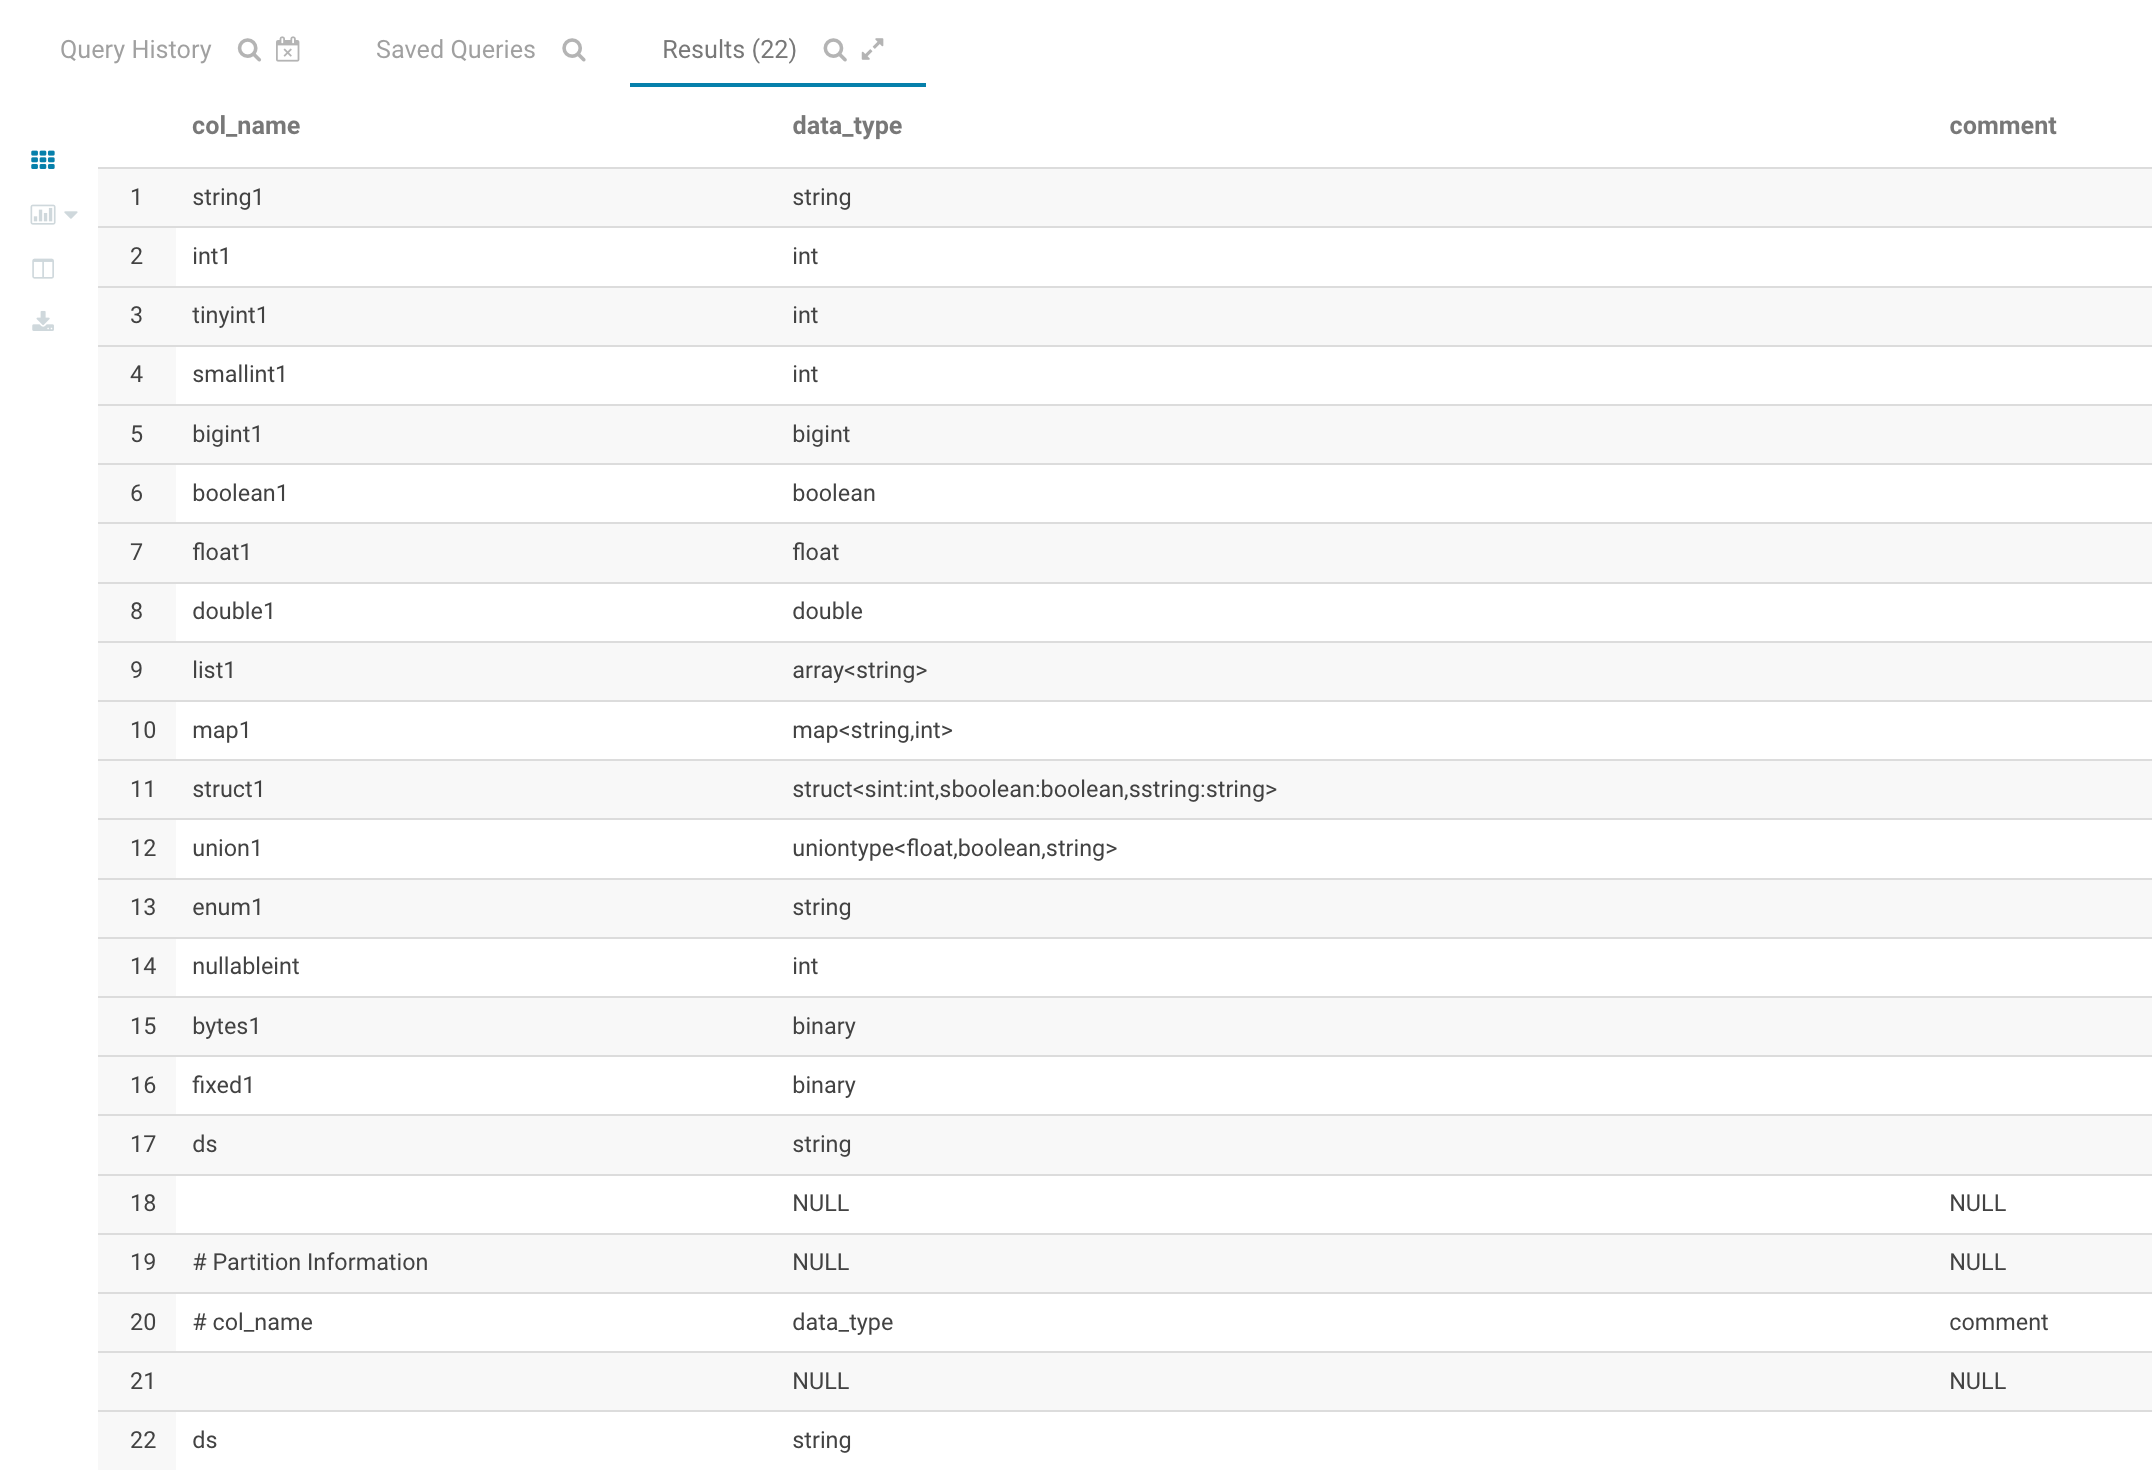 Query History Saved Queries Results (22)
col_name data_type comment
1 string1 string
2 int1 int
3 tinyint1 int
4 smallint1 int
5 bigint1 bigint
6 boolean1 boolean
7 float1 float
8 double1 double
9 list1 array<string>
10 map1 map<string,int>
11 struct1 struct<sint:int,sboolean:boolean,sstring:string>
12 union1 uniontype<float,boolean,string>
13 enum1 string
14 nullableint int
15 bytes1 binary
16 fixed1 binary
17 ds string
18 NULL NULL
19 # Partition Information NULL NULL
20 # col_name data_type comment
21 NULL NULL
22 ds string